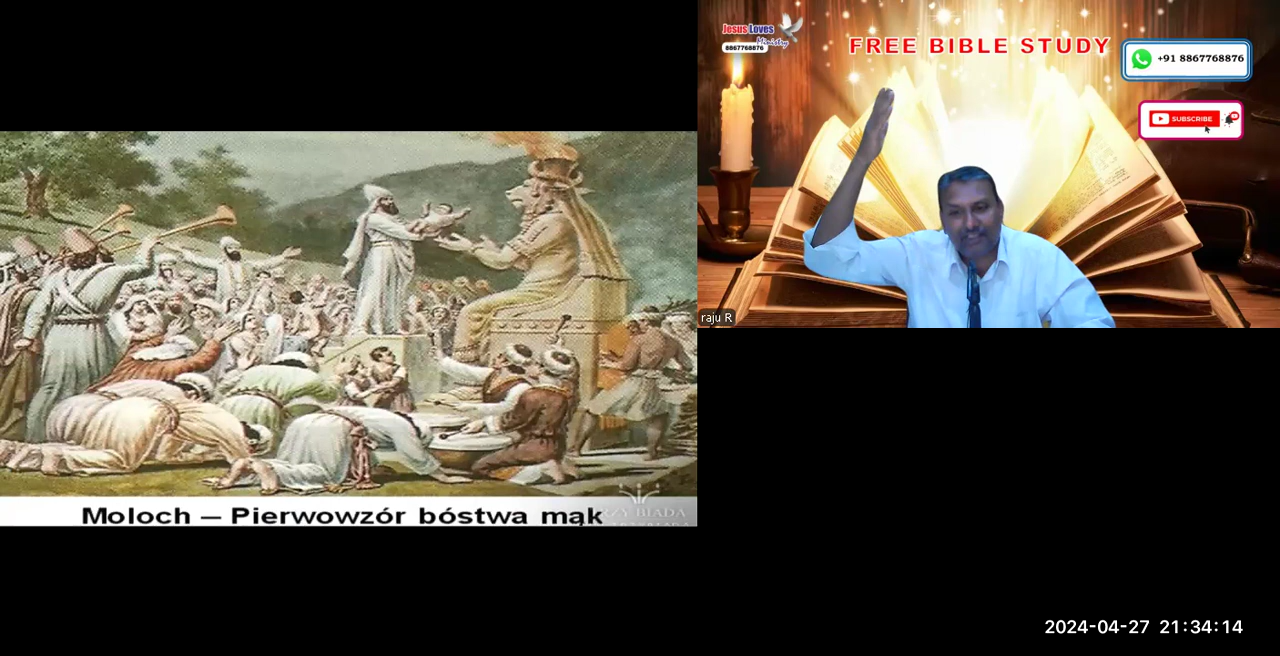 Moloch — Pierwowzór bóstwa mąk
Jesus Loves
Ministry
8867768876
FREE BIBLE STUDY
+91 8867768876
SUBSCRIBE
raju R
2024-04-27 21:34:14